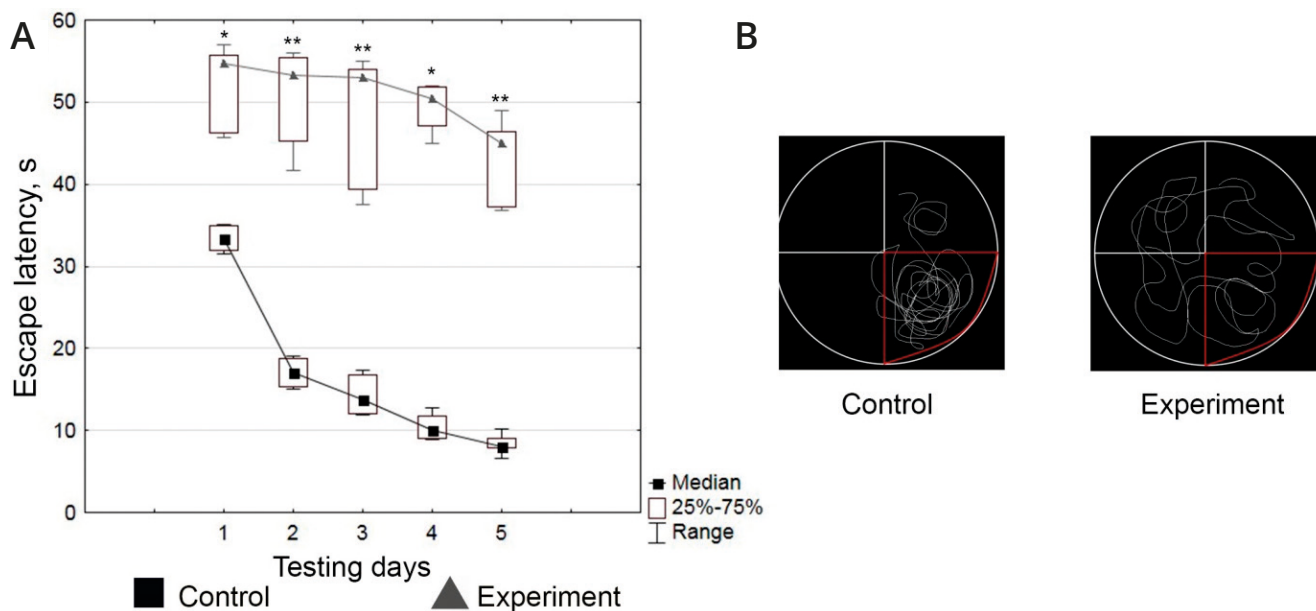 A
B
Escape latency, s
60
50
40
30
20
10
0
* ** ** * **
1 2 3 4 5
Testing days
Median
25%-75%
Range
Control
Experiment
Control
Experiment